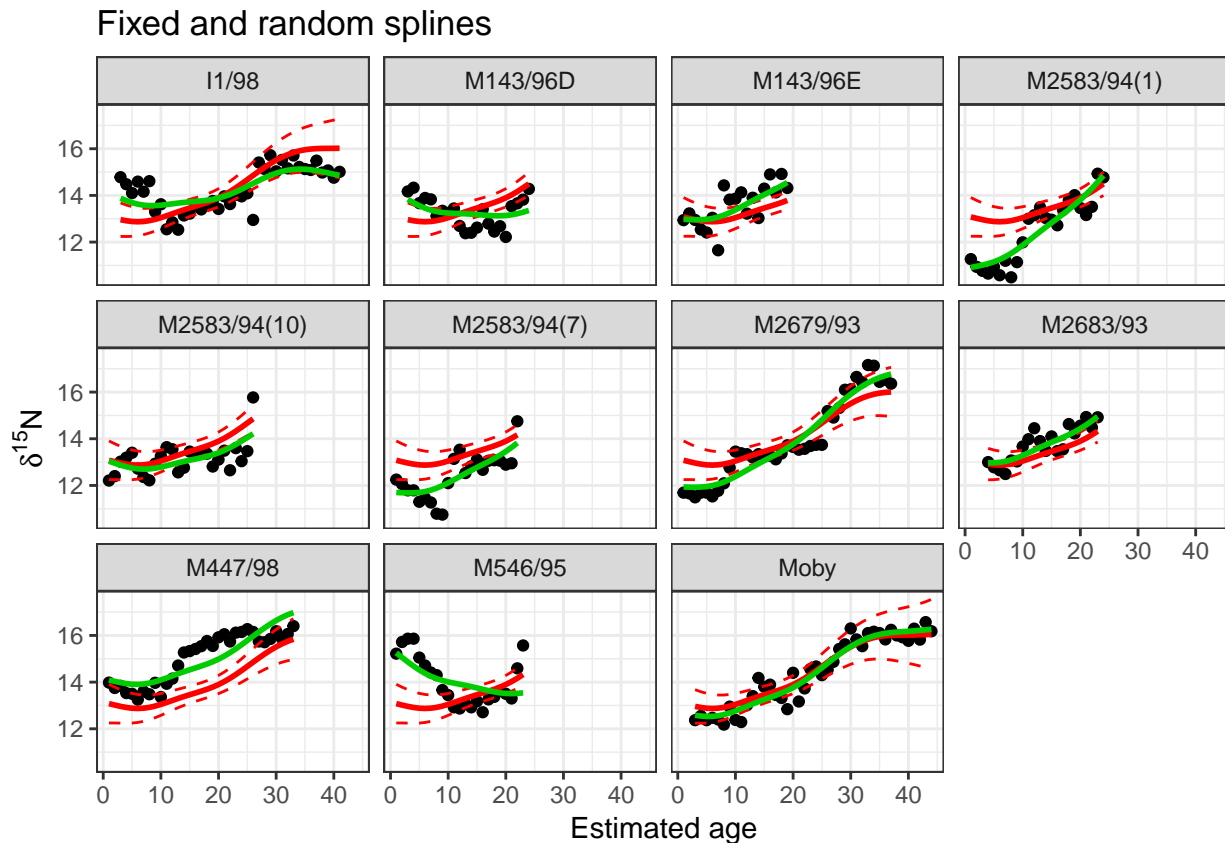 Fixed and random splines
I1/98 M143/96D M143/96E M2583/94(1)
16
14
12
M2583/94(10) M2583/94(7) M2679/93 M2683/93
16
14
12
δ¹⁵N
0 10 20 30 40
M447/98 M546/95 Moby
16
14
12
0 10 20 30 40 0 10 20 30 40 0 10 20 30 40
Estimated age